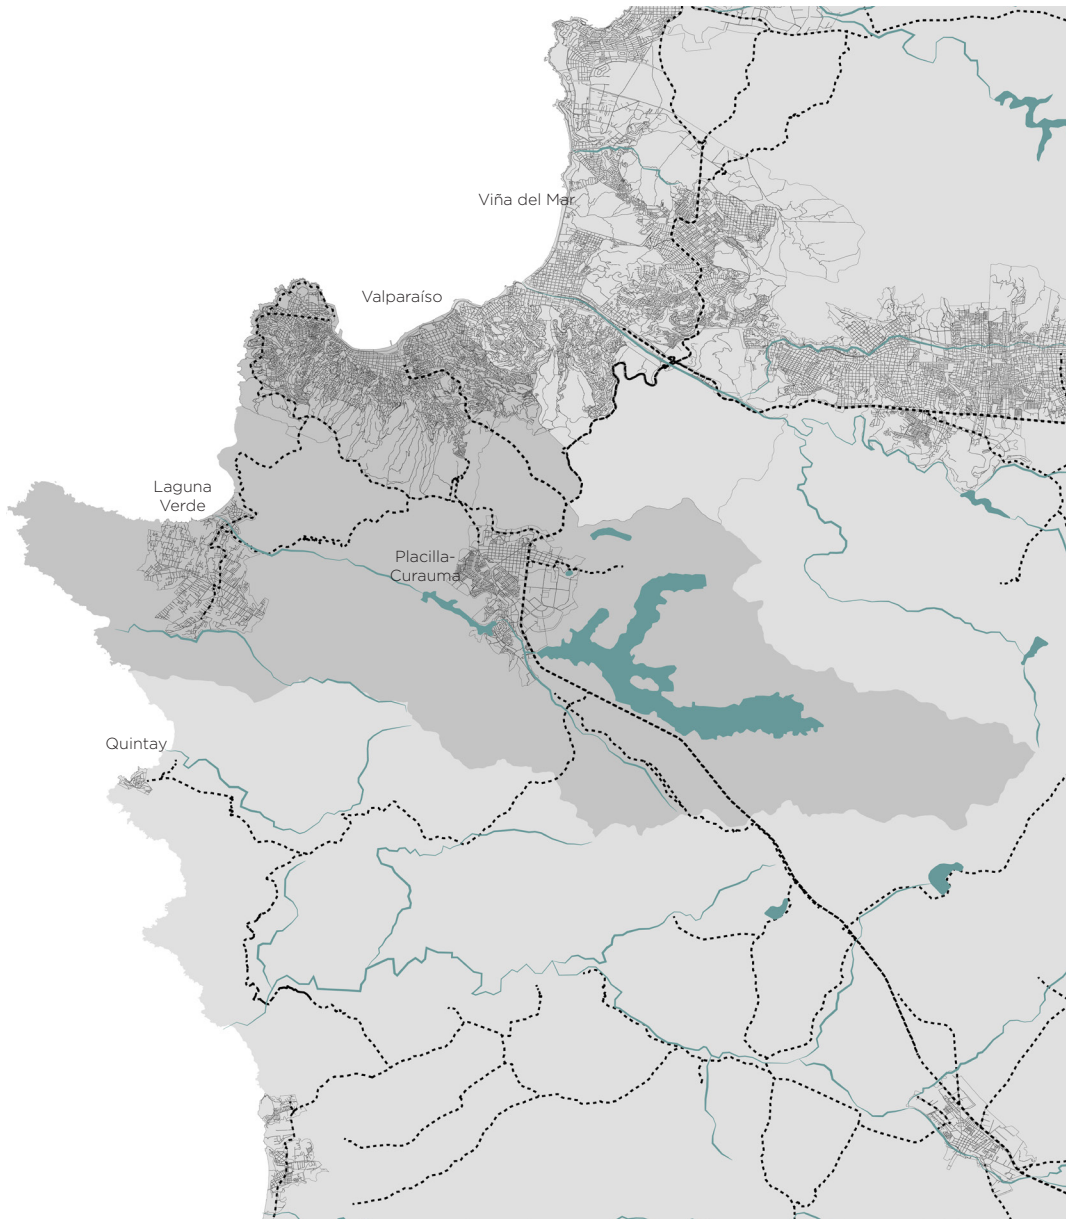 Viña del Mar
Valparaíso
Laguna
Verde
Placilla-
Curauma
Quintay